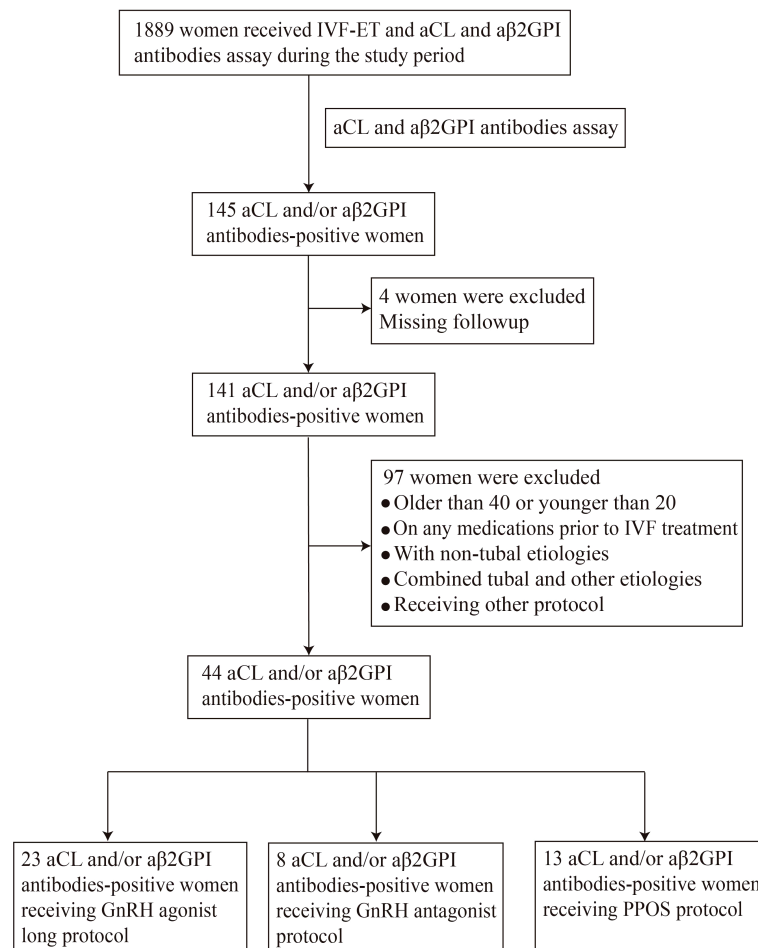 1889 women received IVF-ET and aCL and aβ2GPI
antibodies assay during the study period
aCL and aβ2GPI antibodies assay
145 aCL and/or aβ2GPI
antibodies-positive women
4 women were excluded
Missing followup
141 aCL and/or aβ2GPI
antibodies-positive women
97 women were excluded
● Older than 40 or younger than 20
● On any medications prior to IVF treatment
● With non-tubal etiologies
● Combined tubal and other etiologies
● Receiving other protocol
44 aCL and/or aβ2GPI
antibodies-positive women
23 aCL and/or aβ2GPI
antibodies-positive women
receiving GnRH agonist
long protocol
8 aCL and/or aβ2GPI
antibodies-positive women
receiving GnRH antagonist
protocol
13 aCL and/or aβ2GPI
antibodies-positive women
receiving PPOS protocol